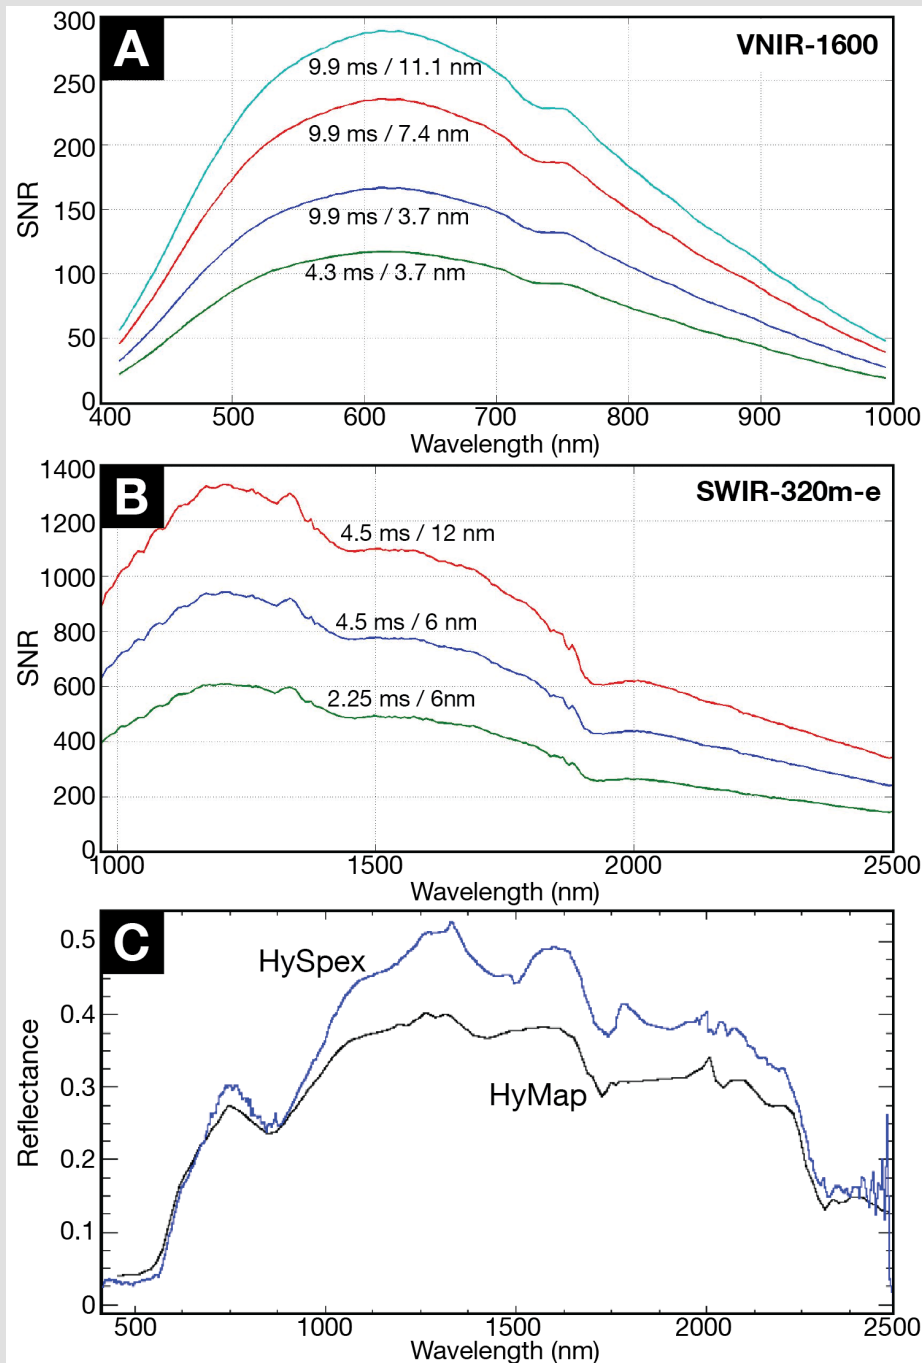 A
VNIR-1600
300
250
200
150
100
50
0
SNR
9.9 ms / 11.1 nm
9.9 ms / 7.4 nm
9.9 ms / 3.7 nm
4.3 ms / 3.7 nm
400 500 600 700 800 900 1000
Wavelength (nm)
B
SWIR-320m-e
1400
1200
1000
800
600
400
200
0
SNR
4.5 ms / 12 nm
4.5 ms / 6 nm
2.25 ms / 6nm
1000 1500 2000 2500
Wavelength (nm)
C
0.5
0.4
0.3
0.2
0.1
0
Reflectance
HySpex
HyMap
500 1000 1500 2000 2500
Wavelength (nm)